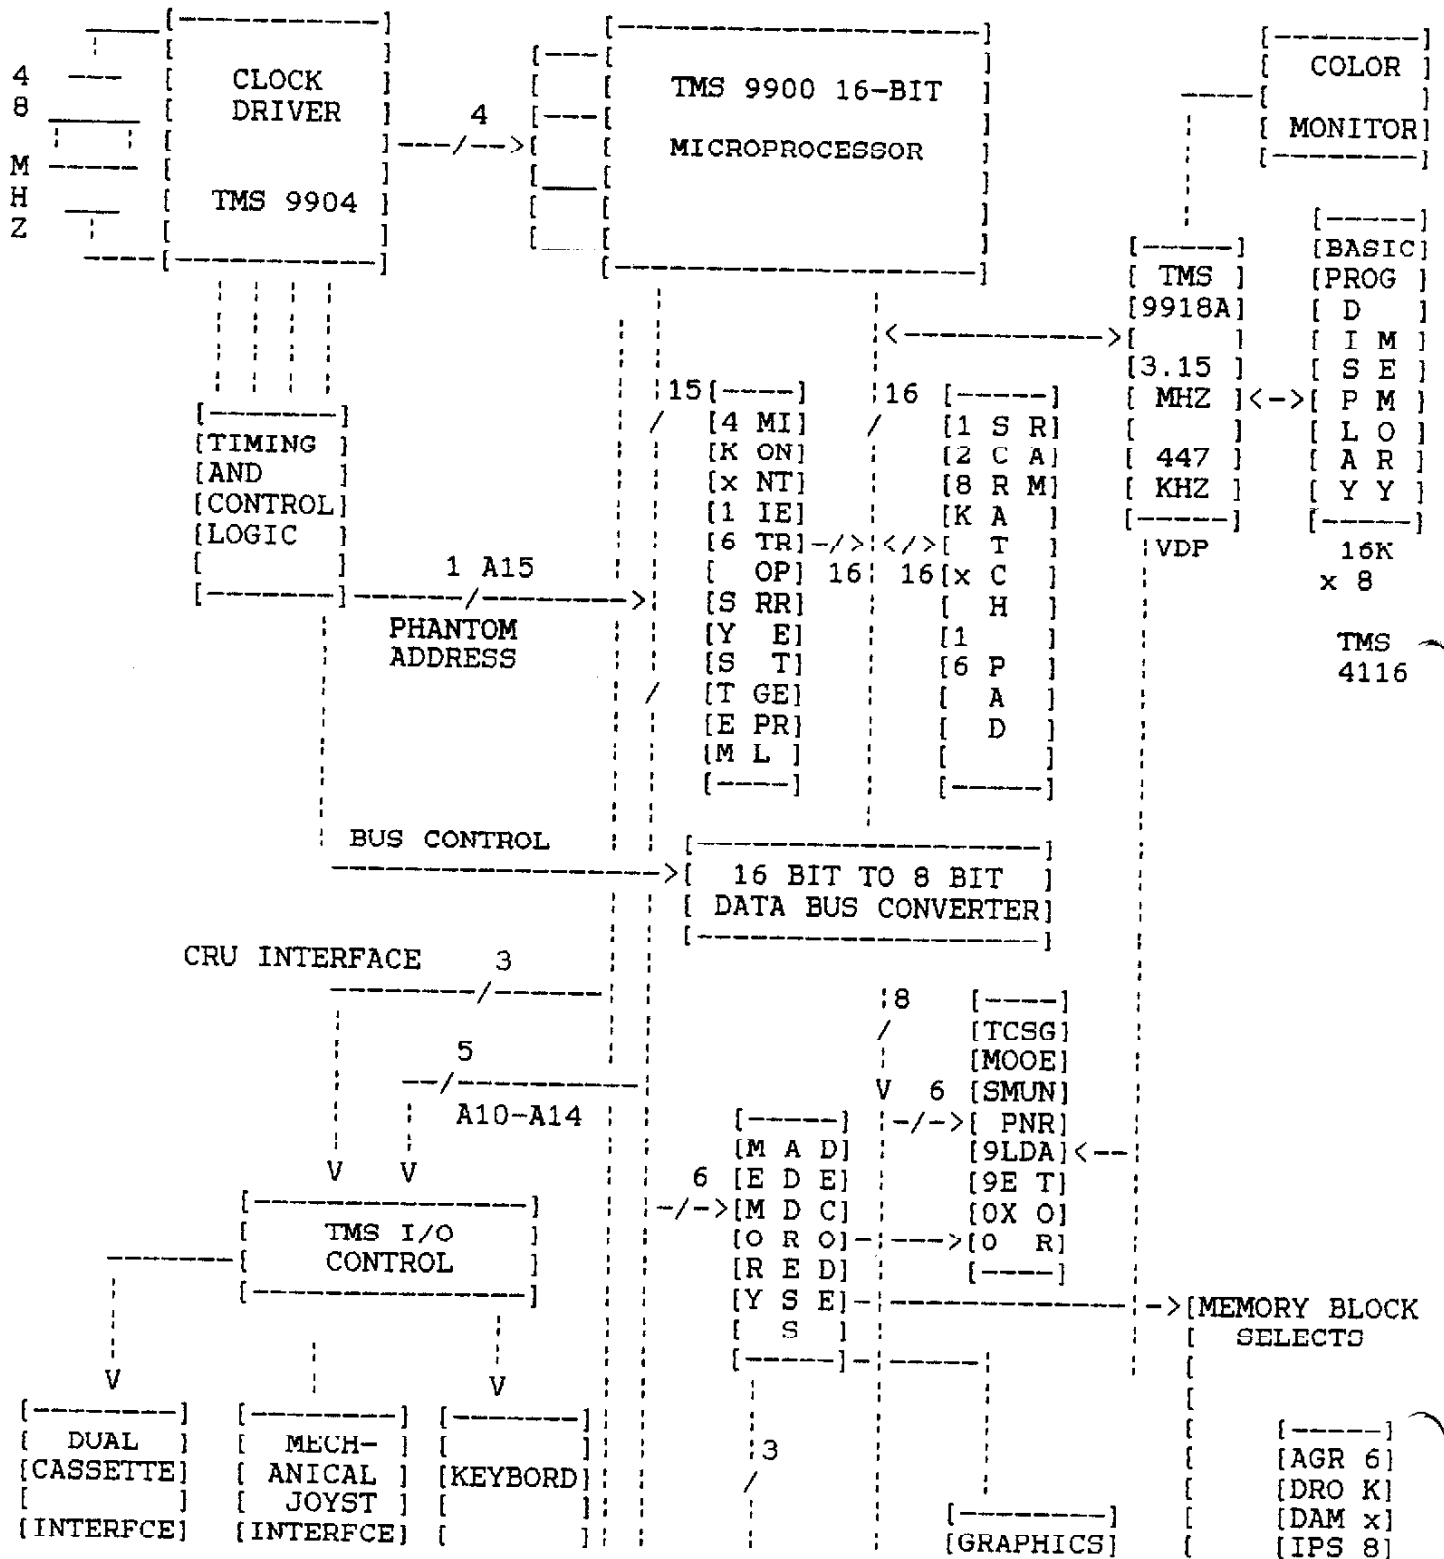 4
8
M
H
Z
CLOCK
DRIVER
TMS 9904
4
TMS 9900 16-BIT
MICROPROCESSOR
COLOR
MONITOR
TMS
9918A
3.15
MHZ
447
KHZ
VDP
BASIC
PROG
D
I M
S E
P M
L O
A R
Y Y
16K
x 8
TMS
4116
TIMING
AND
CONTROL
LOGIC
1 A15
PHANTOM
ADDRESS
15
4 MI
K ON
x NT
1 IE
6 TR
OP
S RR
Y E
S T
T GE
E PR
M L
16
16
16
1 S R
2 C A
8 R M
K A
T
x C
H
1
6 P
A
D
BUS CONTROL
16 BIT TO 8 BIT
DATA BUS CONVERTER
CRU INTERFACE 3
5
A10-A14
TMS I/O
CONTROL
6
M A D
E D E
M D C
O R O
R E D
Y S E
S
8
6
TCSG
MOOE
SMUN
PNR
9LDA
9E T
0X O
0 R
MEMORY BLOCK
SELECTS
DUAL
CASSETTE
INTERFCE
MECH-
ANICAL
JOYST
INTERFCE
KEYBORD
3
GRAPHICS
AGR 6
DRO K
DAM x
IPS 8